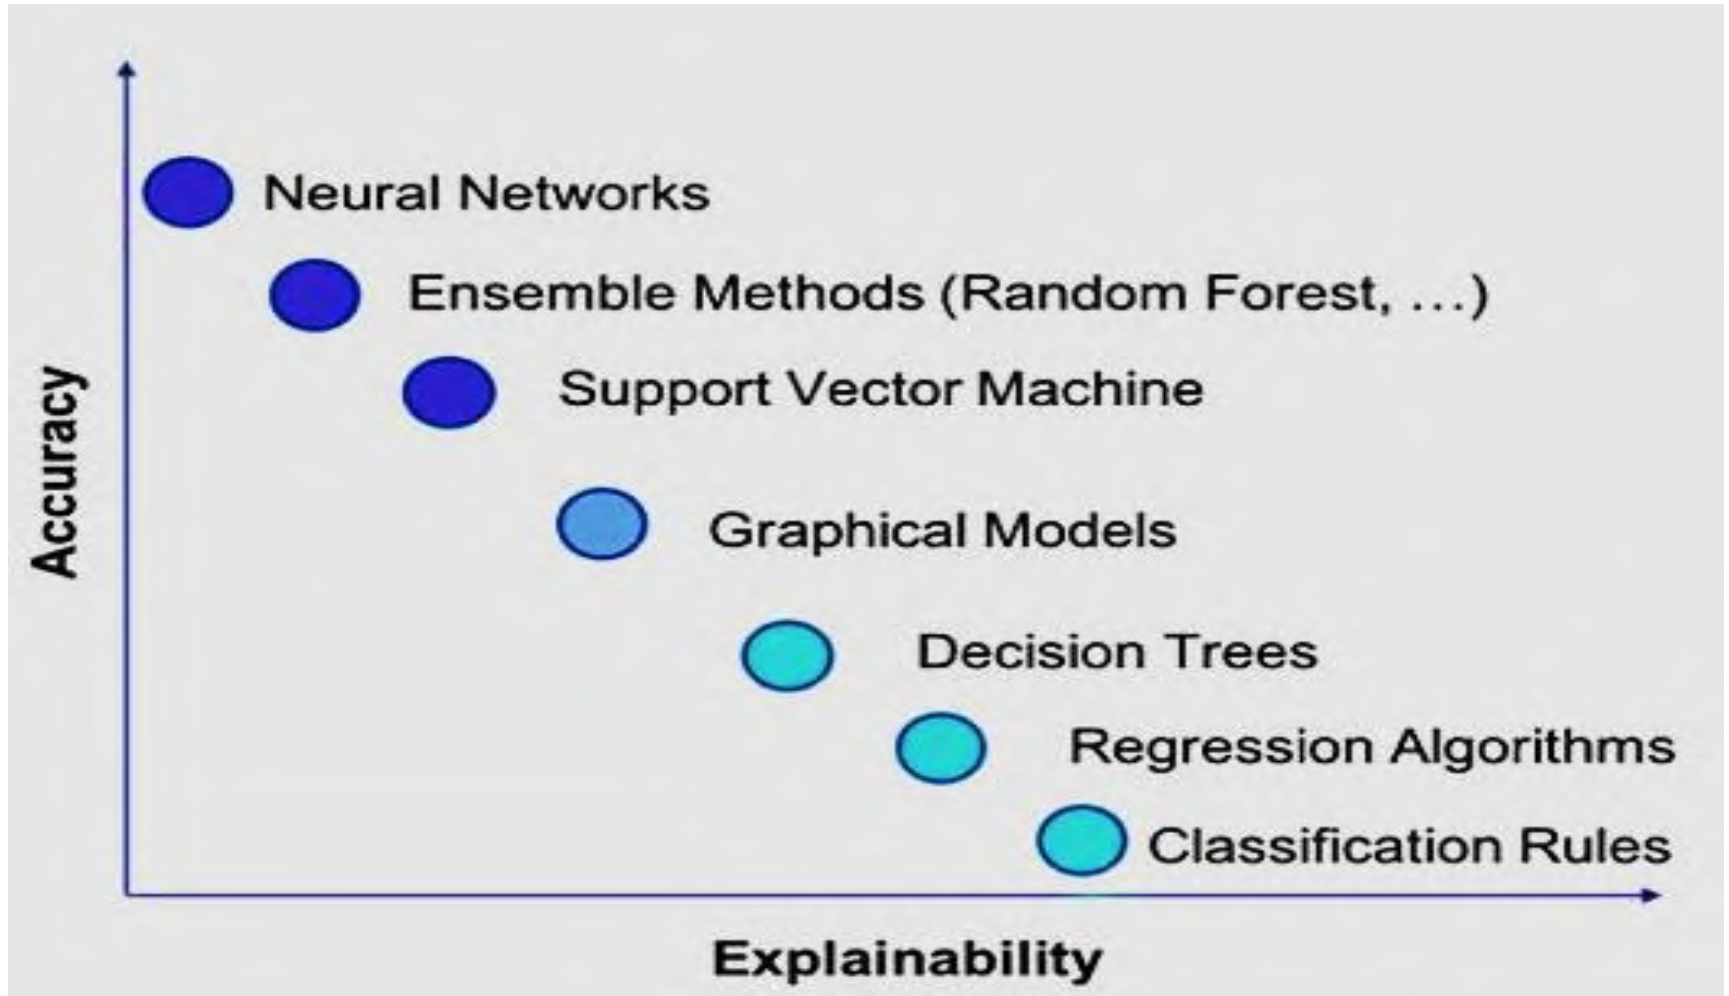 Neural Networks
Ensemble Methods (Random Forest, ...)
Support Vector Machine
Accuracy
Graphical Models
Decision Trees
Regression Algorithms
Classification Rules
Explainability